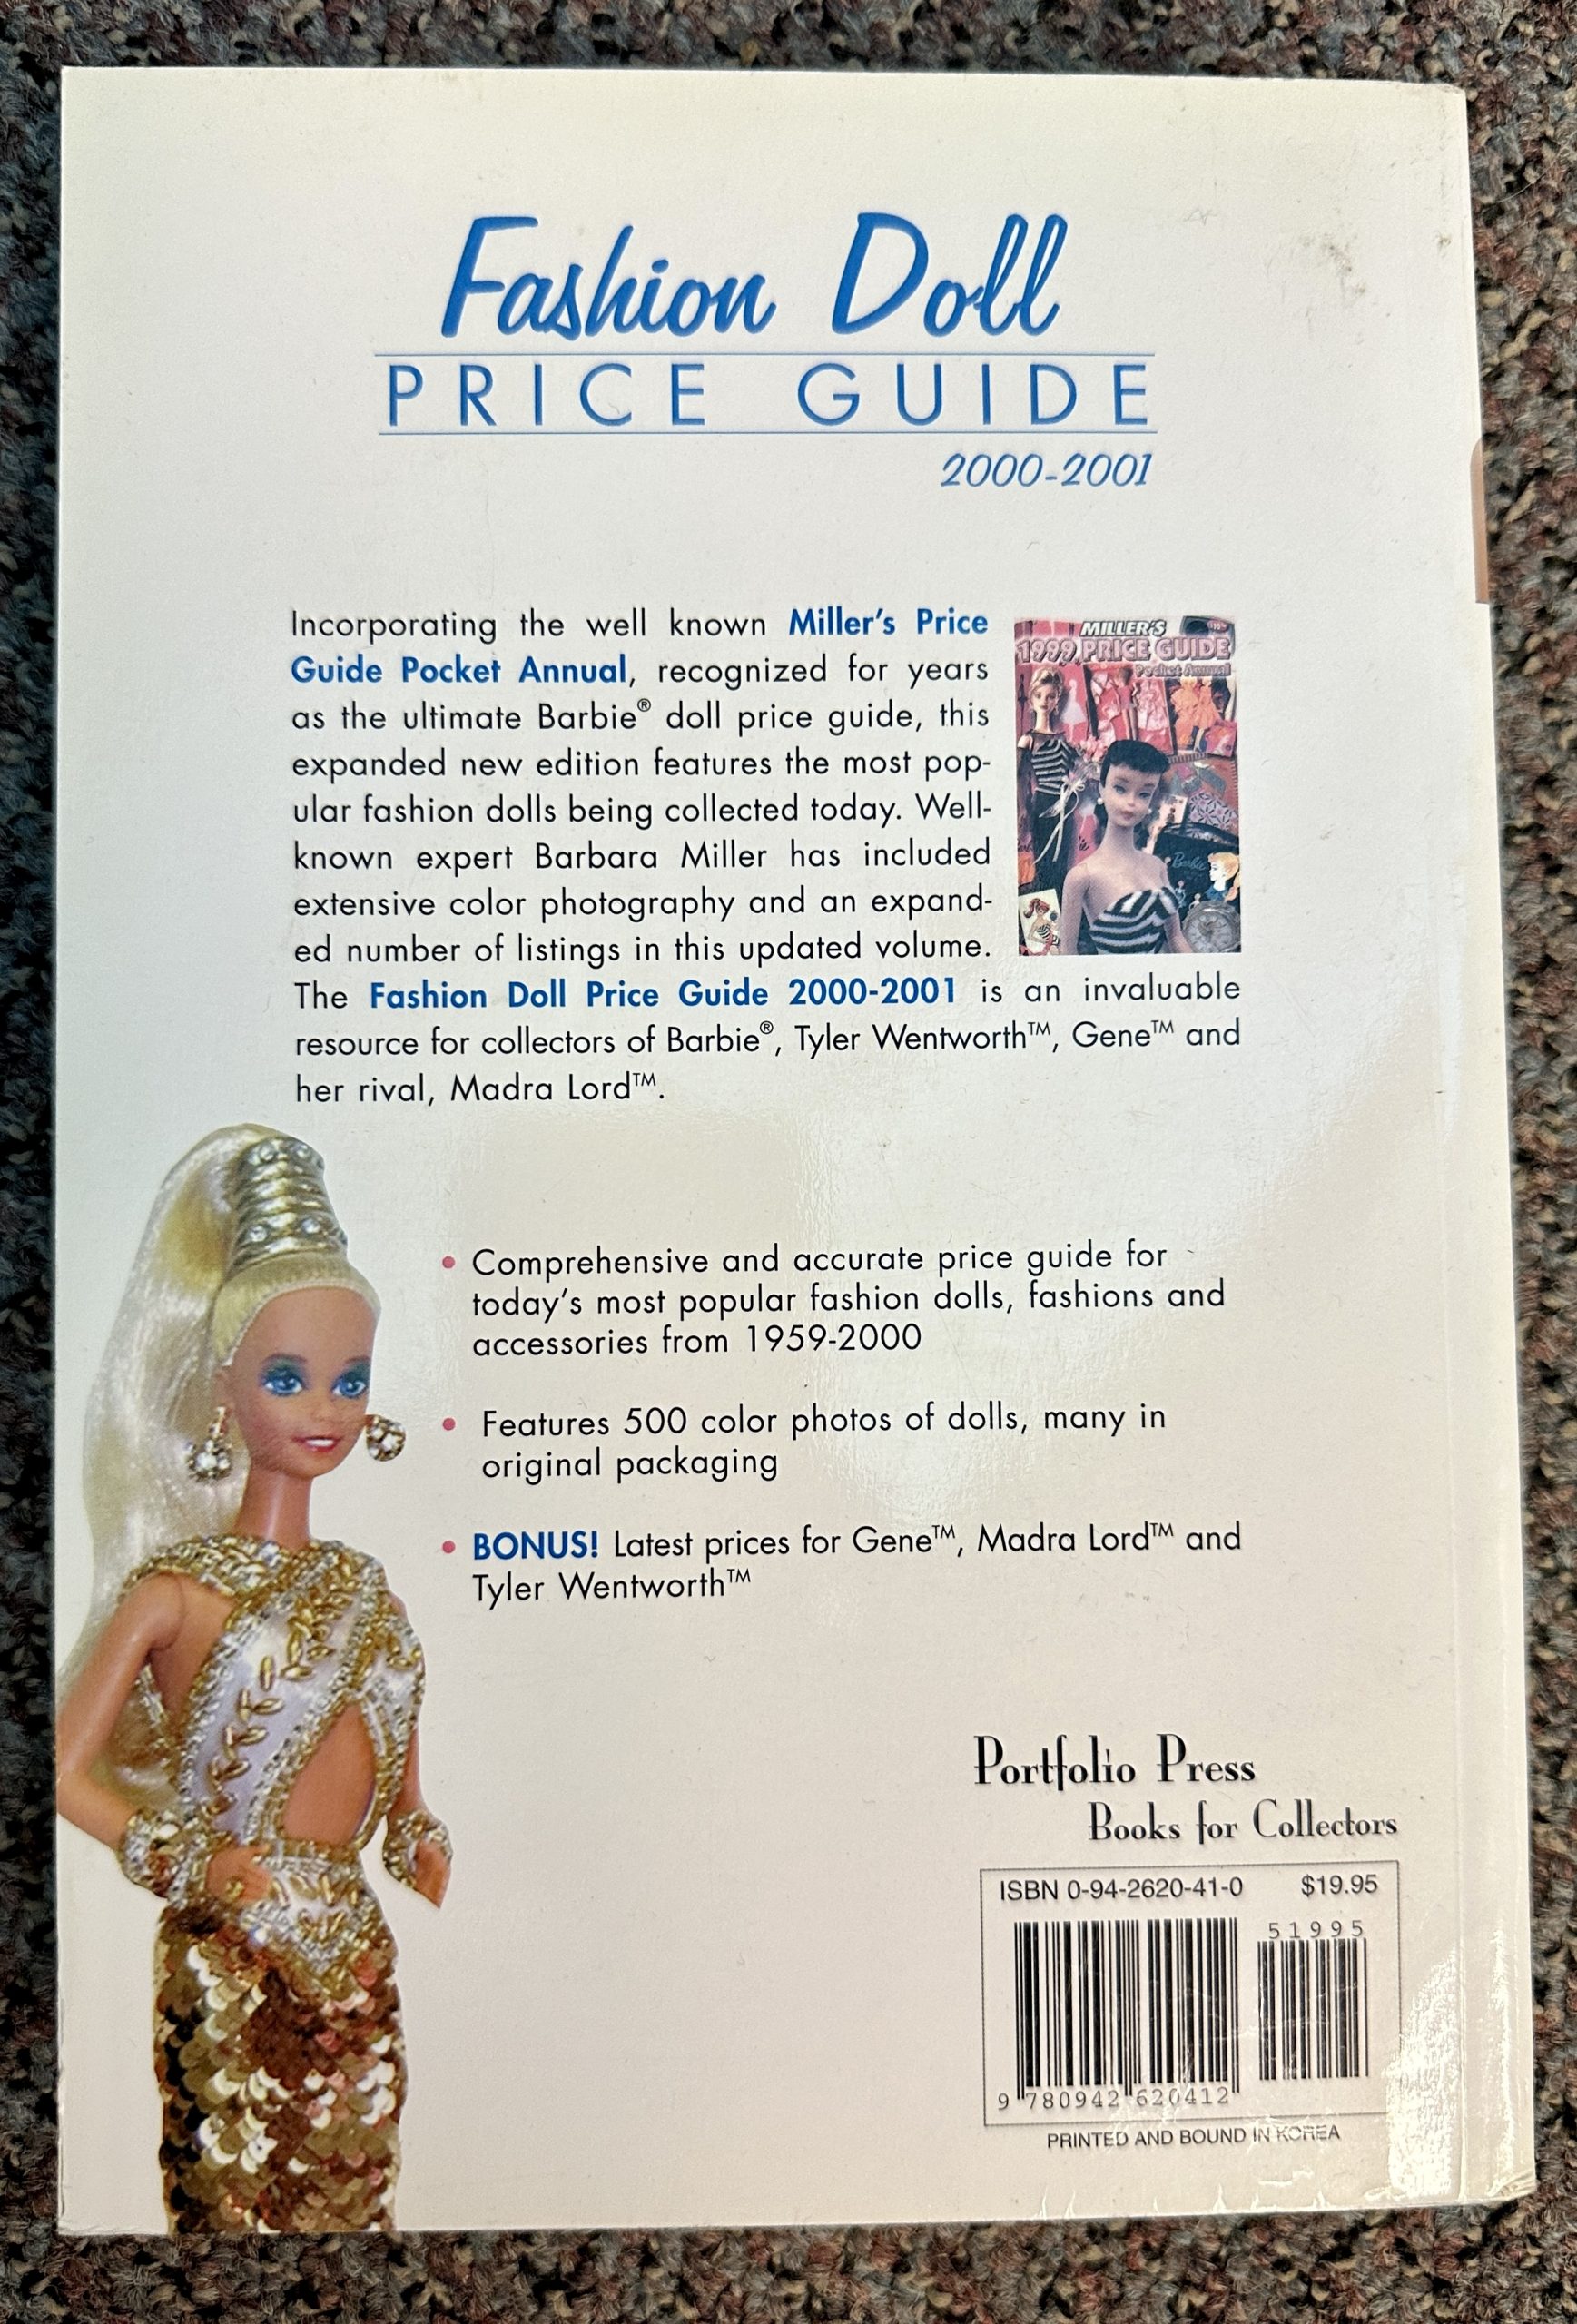 Fashion Doll
PRICE GUIDE
2000-2001
Incorporating the well known Miller's Price
Guide Pocket Annual, recognized for years
as the ultimate Barbie® doll price guide, this
expanded new edition features the most pop-
ular fashion dolls being collected today. Well-
known expert Barbara Miller has included
extensive color photography and an expand-
ed number of listings in this updated volume.
The Fashion Doll Price Guide 2000-2001 is an invaluable
resource for collectors of Barbie®, Tyler Wentworth™, Gene™ and
her rival, Madra Lord™.
MILLER'S
1999 PRICE GUIDE
Pocket Annual
Barbie
• Comprehensive and accurate price guide for
today's most popular fashion dolls, fashions and
accessories from 1959-2000
• Features 500 color photos of dolls, many in
original packaging
• BONUS! Latest prices for Gene™, Madra Lord™ and
Tyler Wentworth™
Portfolio Press
Books for Collectors
ISBN 0-94-2620-41-0 $19.95
51995
9 780942 620412
PRINTED AND BOUND IN KOREA